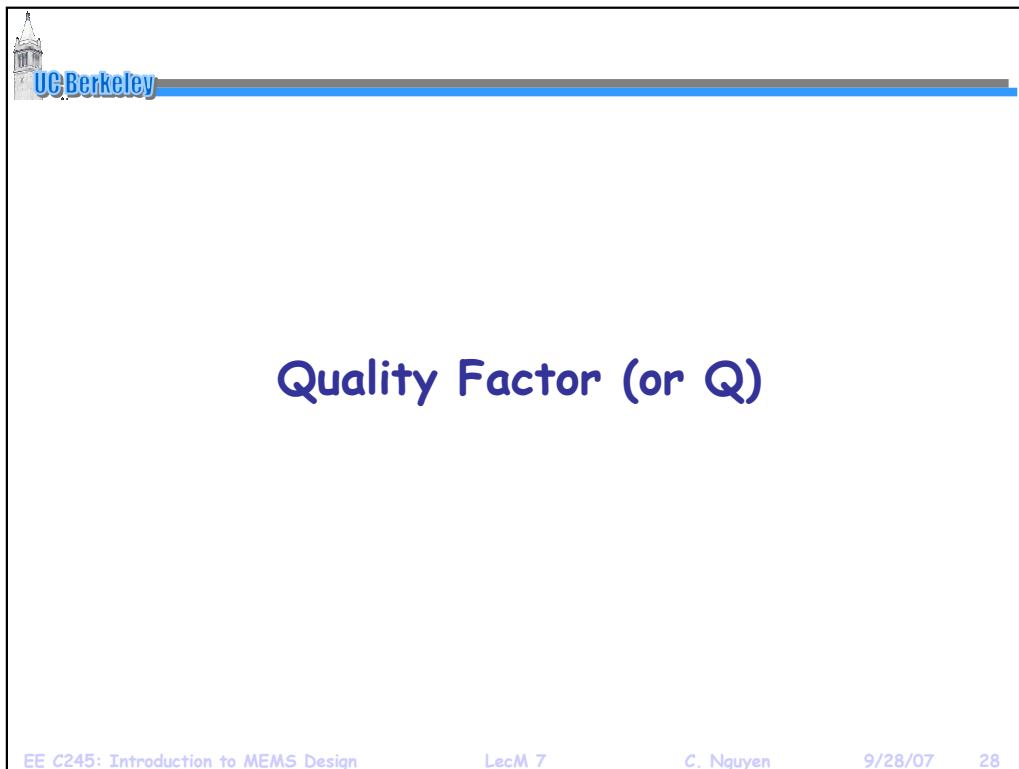 UC Berkeley
Quality Factor (or Q)
EE C245: Introduction to MEMS Design LecM 7 C. Nguyen 9/28/07 28